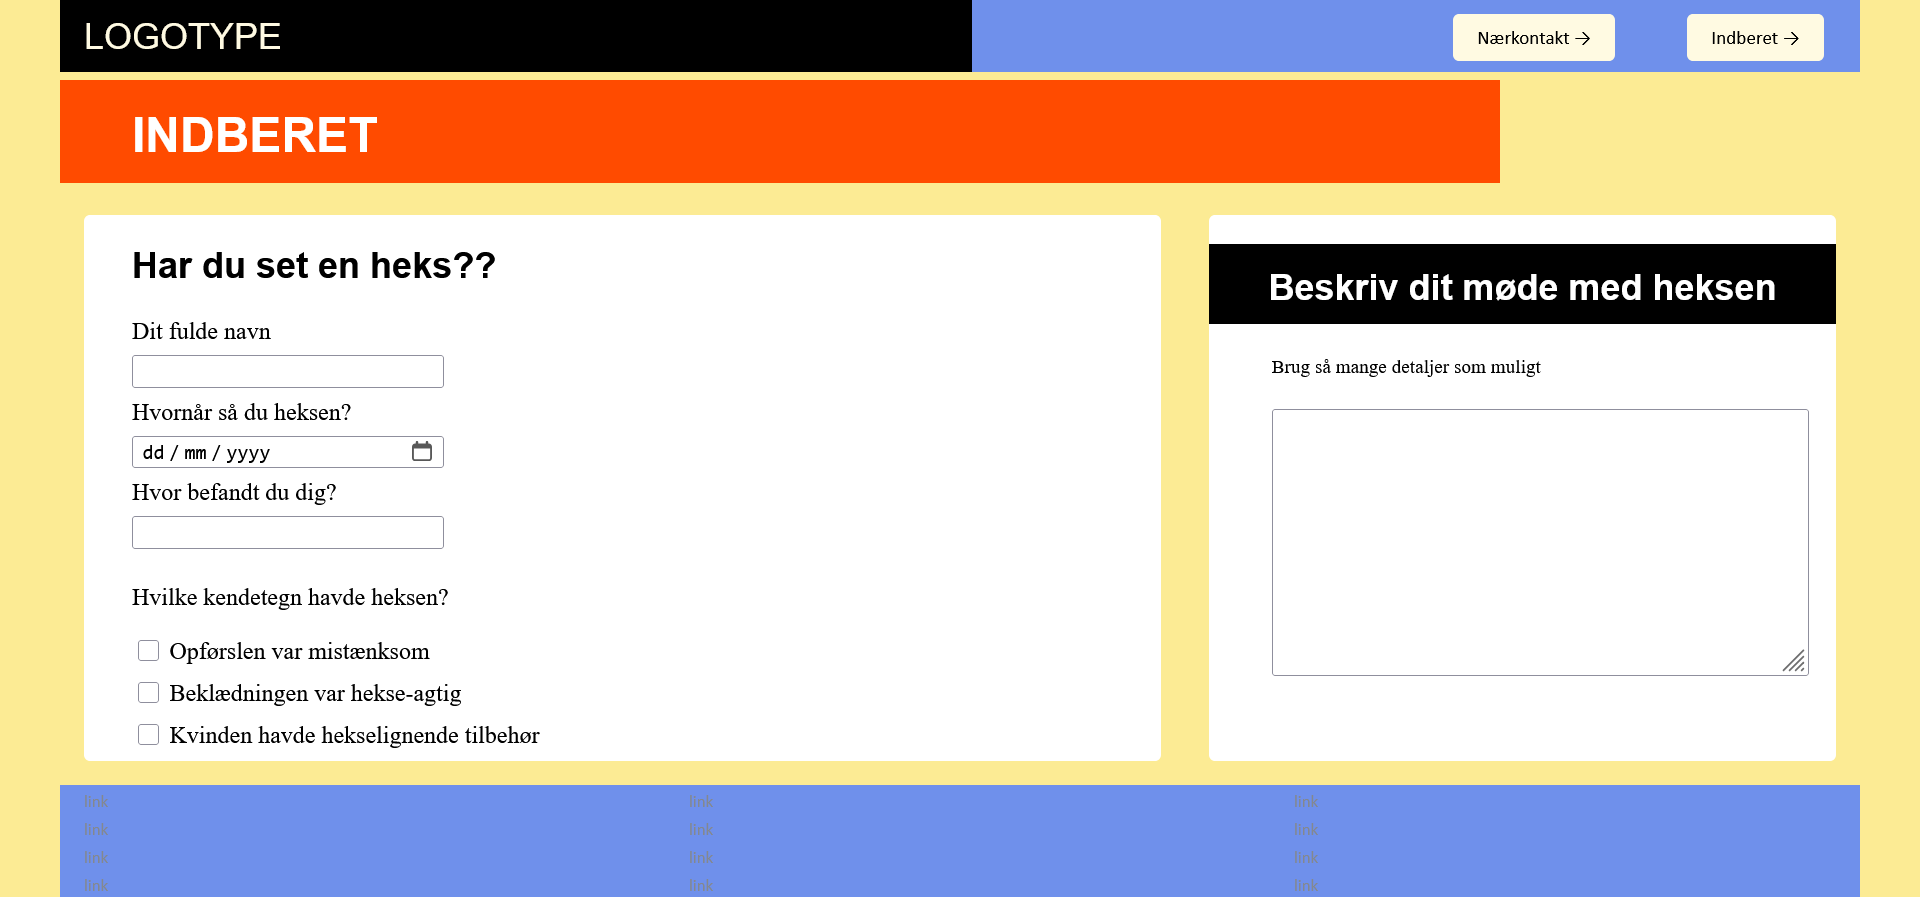 LOGOTYPE
Nærkontakt →
Indberet →
INDBERET
Har du set en heks??
Dit fulde navn
Hvornår så du heksen?
dd / mm / yyyy
Hvor befandt du dig?
Hvilke kendetegn havde heksen?
Opførslen var mistænksom
Beklædningen var hekse-agtig
Kvinden havde hekselignende tilbehør
Beskriv dit møde med heksen
Brug så mange detaljer som muligt
link link link
link link link
link link link
link link link